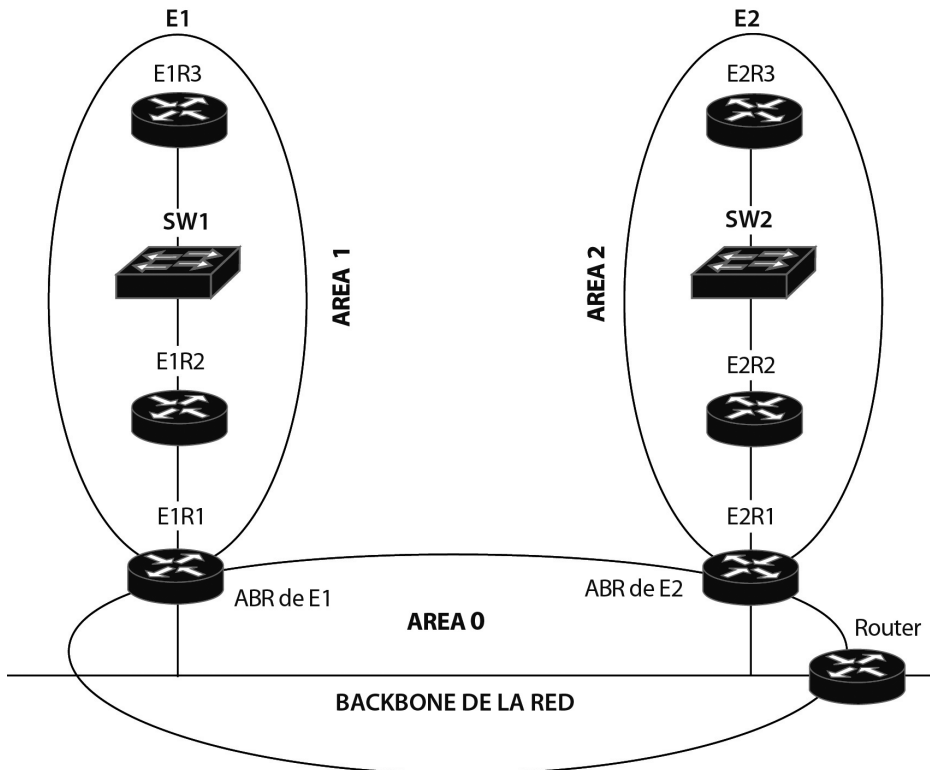 E1
E2
E1R3
E2R3
SW1
SW2
AREA 1
AREA 2
E1R2
E2R2
E1R1
E2R1
ABR de E1
ABR de E2
AREA 0
Router
BACKBONE DE LA RED